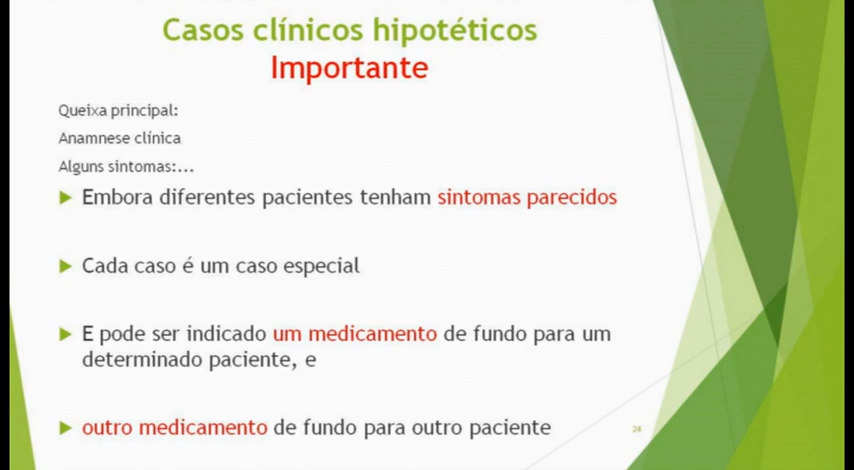 Casos clínicos hipotéticos
Importante
Queixa principal:
Anamnese clínica
Alguns sintomas:...
Embora diferentes pacientes tenham sintomas parecidos
Cada caso é um caso especial
E pode ser indicado um medicamento de fundo para um
determinado paciente, e
outro medicamento de fundo para outro paciente
24